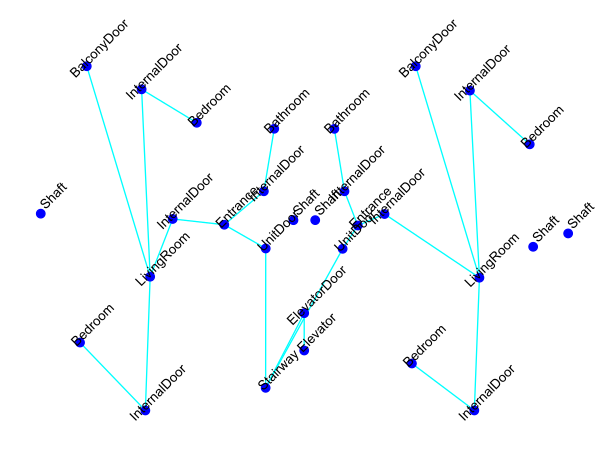 BalconyDoor
InternalDoor
Bedroom
Bathroom
Bathroom
BalconyDoor
InternalDoor
Bedroom
Shaft
InternalDoor
Entrance
InternalDoor
UnitDoor
Shaft
Shaft
InternalDoor
UnitDoor
Entrance
InternalDoor
LivingRoom
LivingRoom
Shaft
Shaft
ElevatorDoor
Elevator
Stairway
Bedroom
InternalDoor
Bedroom
InternalDoor